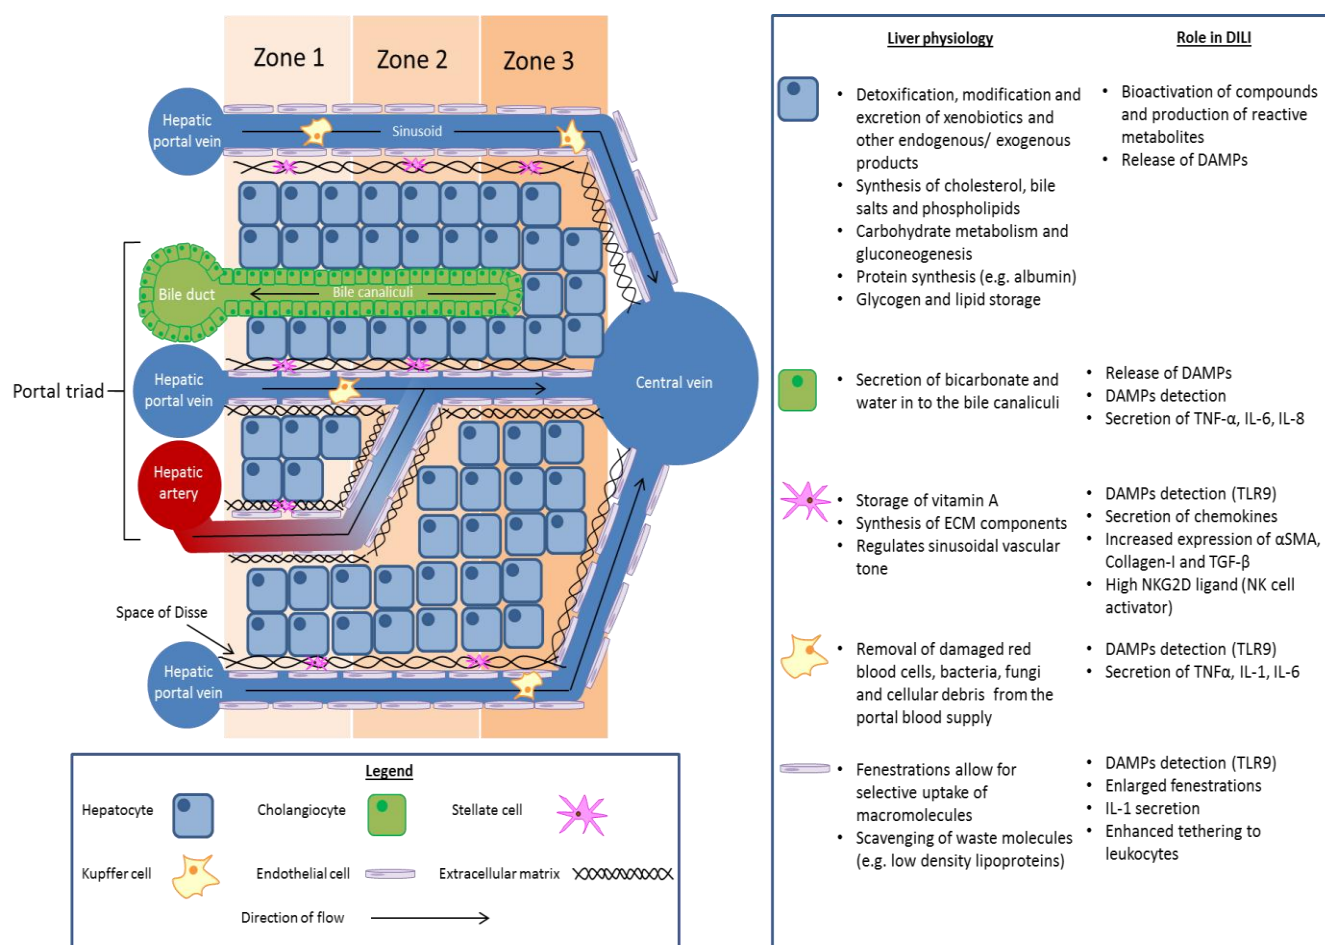 Zone 1
Zone 2
Zone 3
Hepatic
portal vein
Sinusoid
Bile duct
Bile canaliculi
Portal triad
Hepatic
portal vein
Central vein
Hepatic
artery
Space of Disse
Hepatic
portal vein
Legend
Hepatocyte
Cholangiocyte
Stellate cell
Kupffer cell
Endothelial cell
Extracellular matrix
Direction of flow
Liver physiology
Role in DILI
• Detoxification, modification and
excretion of xenobiotics and
other endogenous/ exogenous
products
• Synthesis of cholesterol, bile
salts and phospholipids
• Carbohydrate metabolism and
gluconeogenesis
• Protein synthesis (e.g. albumin)
• Glycogen and lipid storage
• Bioactivation of compounds
and production of reactive
metabolites
• Release of DAMPs
• Secretion of bicarbonate and
water in to the bile canaliculi
• Release of DAMPs
• DAMPs detection
• Secretion of TNF-α, IL-6, IL-8
• Storage of vitamin A
• Synthesis of ECM components
• Regulates sinusoidal vascular
tone
• DAMPs detection (TLR9)
• Secretion of chemokines
• Increased expression of αSMA,
Collagen-I and TGF-β
• High NKG2D ligand (NK cell
activator)
• Removal of damaged red
blood cells, bacteria, fungi
and cellular debris from the
portal blood supply
• DAMPs detection (TLR9)
• Secretion of TNFα, IL-1, IL-6
• Fenestrations allow for
selective uptake of
macromolecules
• Scavenging of waste molecules
(e.g. low density lipoproteins)
• DAMPs detection (TLR9)
• Enlarged fenestrations
• IL-1 secretion
• Enhanced tethering to
leukocytes